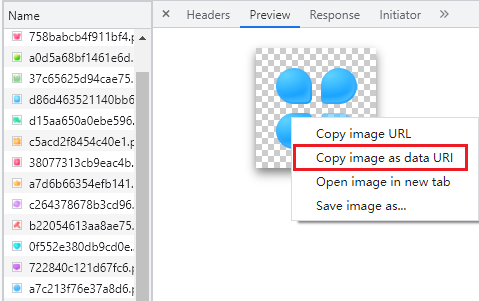 Name
758babcb4f911bf4.p
a0d5a68bf1461e6d.
37c65625d94cae75.
d86d463521140bb6
d15aa650a0ebe596.
c5acd2f8454c40e1.p
38077313cb9eac4b.
a7d6b66354efb141.
c264378678b3cd96.
b22054613aa8ae75.
0f552e380db9cd0e.
722840c121d67fc6.p
a7c213f76e37a8d6.p
Headers
Preview
Response
Initiator
Copy image URL
Copy image as data URI
Open image in new tab
Save image as...